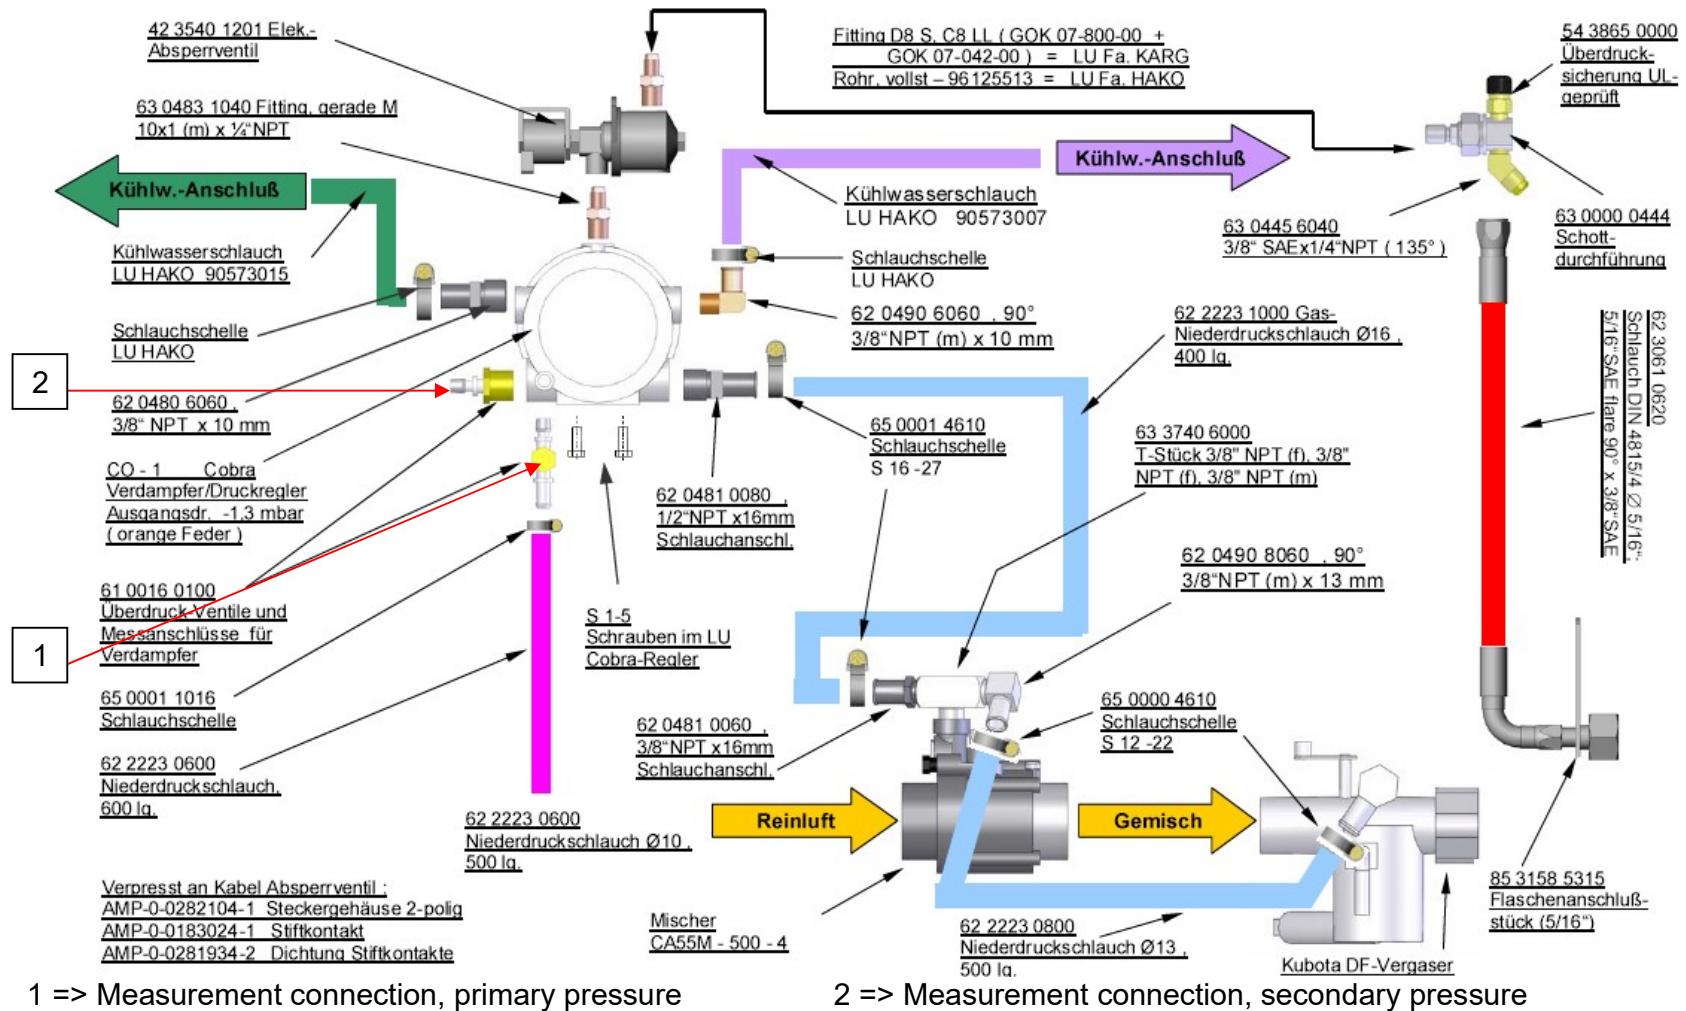 42 3540 1201 Elek.-
Absperrventil
63 0483 1040 Fitting, gerade M
10x1 (m) x ¼“NPT
Fitting D8 S, C8 LL ( GOK 07-800-00 +
GOK 07-042-00 ) = LU Fa. KARG
Rohr, vollst – 96125513 = LU Fa. HAKO
54 3865 0000
Überdruck-
sicherung UL-
geprüft
Kühlw.-Anschluß
Kühlw.-Anschluß
Kühlwasserschlauch
LU HAKO 90573007
63 0445 6040
3/8“ SAEx1/4“NPT ( 135° )
63 0000 0444
Schott-
durchführung
Kühlwasserschlauch
LU HAKO 90573015
Schlauchschelle
LU HAKO
62 0490 6060 , 90°
3/8“NPT (m) x 10 mm
62 2223 1000 Gas-
Niederdruckschlauch Ø16 ,
400 lg.
62 3061 0620
Schlauch DIN 4815/4 Ø 5/16“;
5/16“SAE flare 90° x 3/8“SAE
Schlauchschelle
LU HAKO
2
62 0480 6060 ,
3/8“ NPT x 10 mm
65 0001 4610
Schlauchschelle
S 16 -27
63 3740 6000
T-Stück 3/8" NPT (f), 3/8"
NPT (f), 3/8" NPT (m)
CO - 1 Cobra
Verdampfer/Druckregler
Ausgangsdr. -1,3 mbar
( orange Feder )
62 0481 0080 ,
1/2“NPT x16mm
Schlauchanschl.
62 0490 8060 , 90°
3/8“NPT (m) x 13 mm
61 0016 0100
Überdruck-Ventile und
Messanschlüsse für
Verdampfer
1
S 1-5
Schrauben im LU
Cobra-Regler
65 0001 1016
Schlauchschelle
62 0481 0060 ,
3/8“NPT x16mm
Schlauchanschl.
65 0000 4610
Schlauchschelle
S 12 -22
62 2223 0600
Niederdruckschlauch,
600 lg.
62 2223 0600
Niederdruckschlauch Ø10 ,
500 lg.
Reinluft
Gemisch
Verpresst an Kabel Absperrventil :
AMP-0-0282104-1 Steckergehäuse 2-polig
AMP-0-0183024-1 Stiftkontakt
AMP-0-0281934-2 Dichtung Stiftkontakte
Mischer
CA55M - 500 - 4
62 2223 0800
Niederdruckschlauch Ø13 ,
500 lg.
Kubota DF-Vergaser
85 3158 5315
Flaschenanschluß-
stück (5/16“)
1 => Measurement connection, primary pressure
2 => Measurement connection, secondary pressure